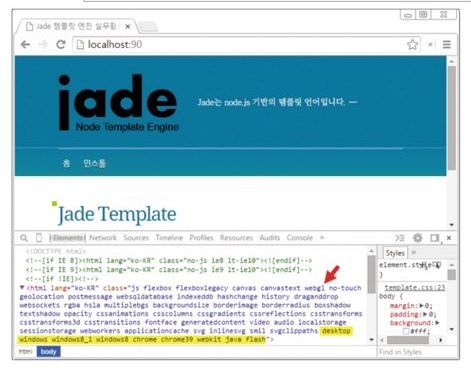 Jade 템플릿 엔진 실무활
localhost:90
jade
Node Template Engine
Jade는 node.js 기반의 템플릿 언어입니다. —
홈 인스톨
Jade Template
Elements Network Sources Timeline Profiles Resources Audits Console »
<!DOCTYPE html>
<!--[if IE 8]><html lang="ko-KR" class="no-js ie8 lt-ie10"><![endif]-->
<!--[if IE 9]><html lang="ko-KR" class="no-js ie9 lt-ie10"><![endif]-->
<!--[if !IE]><!-->
▼<html lang="ko-KR" class="js flexbox flexboxlegacy canvas canvastext webgl no-touch
geolocation postmessage websqldatabase indexeddb hashchange history draganddrop
websockets rgba hsla multiplebgs backgroundsize borderimage borderradius boxshadow
textshadow opacity cssanimations csscolumns cssgradients cssreflections csstransforms
csstransforms3d csstransitions fontface generatedcontent video audio localstorage
sessionstorage webworkers applicationcache svg inlinesvg smil svgclippaths desktop
windows windows8_1 windows8 chrome chrome39 webkit java flash">
html body
Styles »
element.style {
}
template.css:23
body {
margin:▶0;
padding:▶0;
background:▶
#fff;
Find in Styles